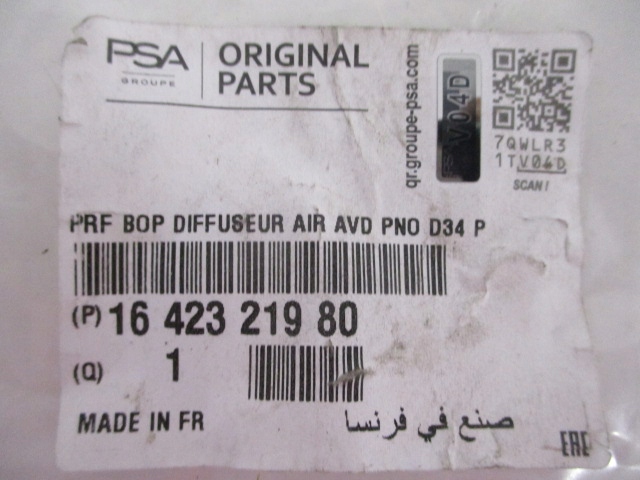 PSA
GROUPE
ORIGINAL
PARTS
qr.groupe-psa.com
V04D
7QWLR3
1TV04D
SCAN!
PRF BOP DIFFUSEUR AIR AVD PNO D34 P
(P) 16 423 219 80
(Q) 1
MADE IN FR
صنع في فرنسا
EAC